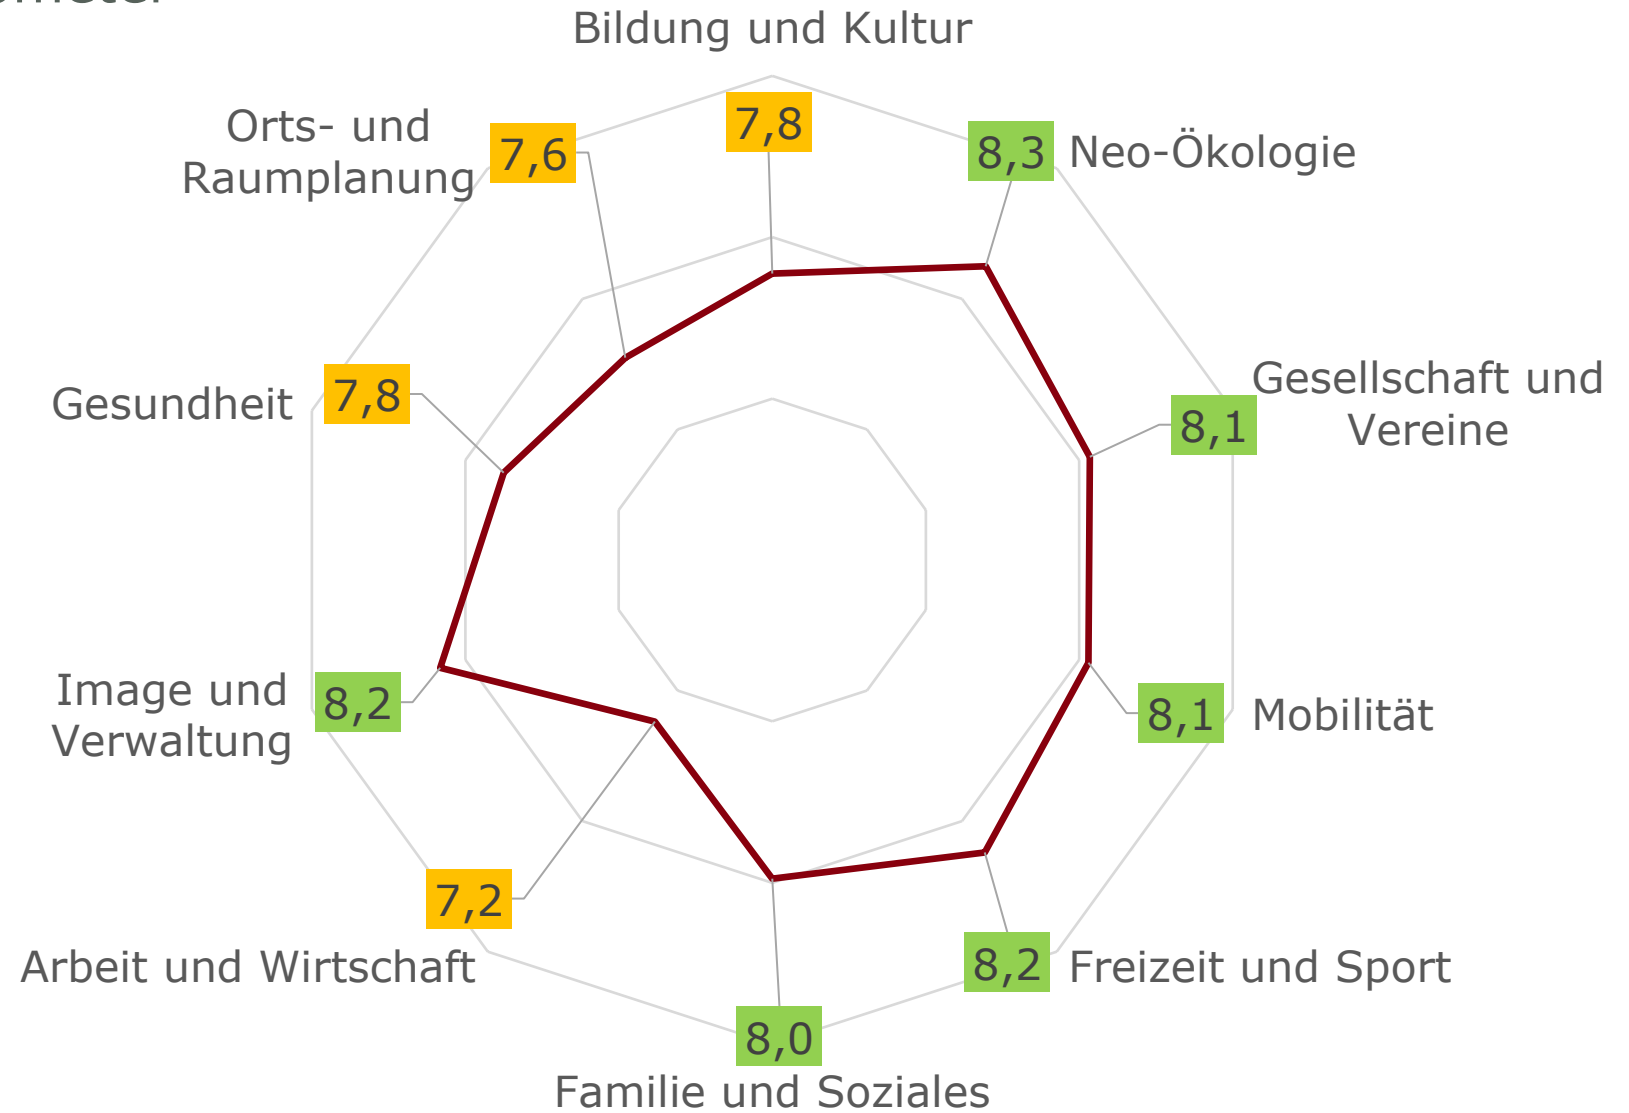 Bildung und Kultur
7,8
8,3
Neo-Ökologie
8,1
Gesellschaft und
Vereine
8,1
Mobilität
8,2
Freizeit und Sport
8,0
Familie und Soziales
7,2
Arbeit und Wirtschaft
8,2
Image und
Verwaltung
7,8
Gesundheit
7,6
Orts- und
Raumplanung